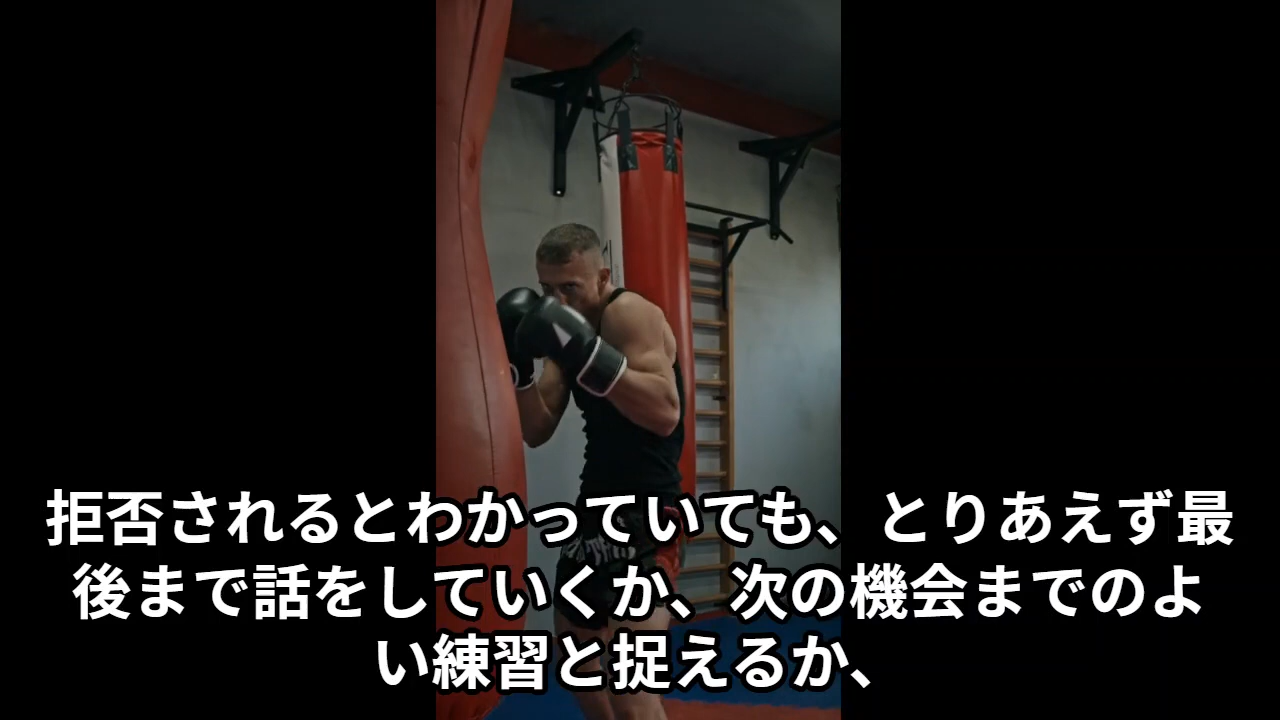 拒否されるとわかっていても、とりあえず最
後まで話をしていくか、次の機会までのよ
い練習と捉えるか、